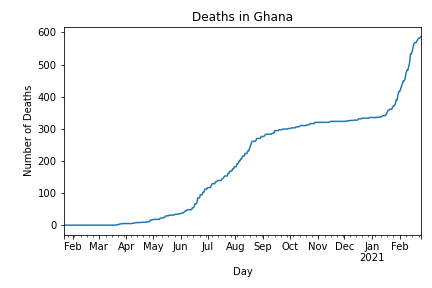 Deaths in Ghana
600
500
400
300
200
100
0
Number of Deaths
Feb Mar Apr May Jun Jul Aug Sep Oct Nov Dec Jan Feb
2021
Day